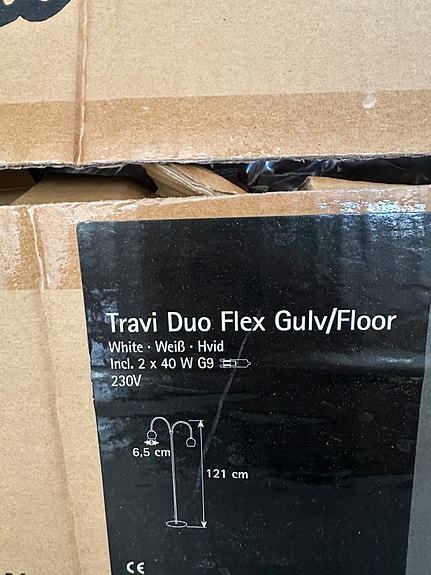 Travi Duo Flex Gulv/Floor
White · Weiß · Hvid
Incl. 2 x 40 W G9
230V
6,5 cm
121 cm
CE